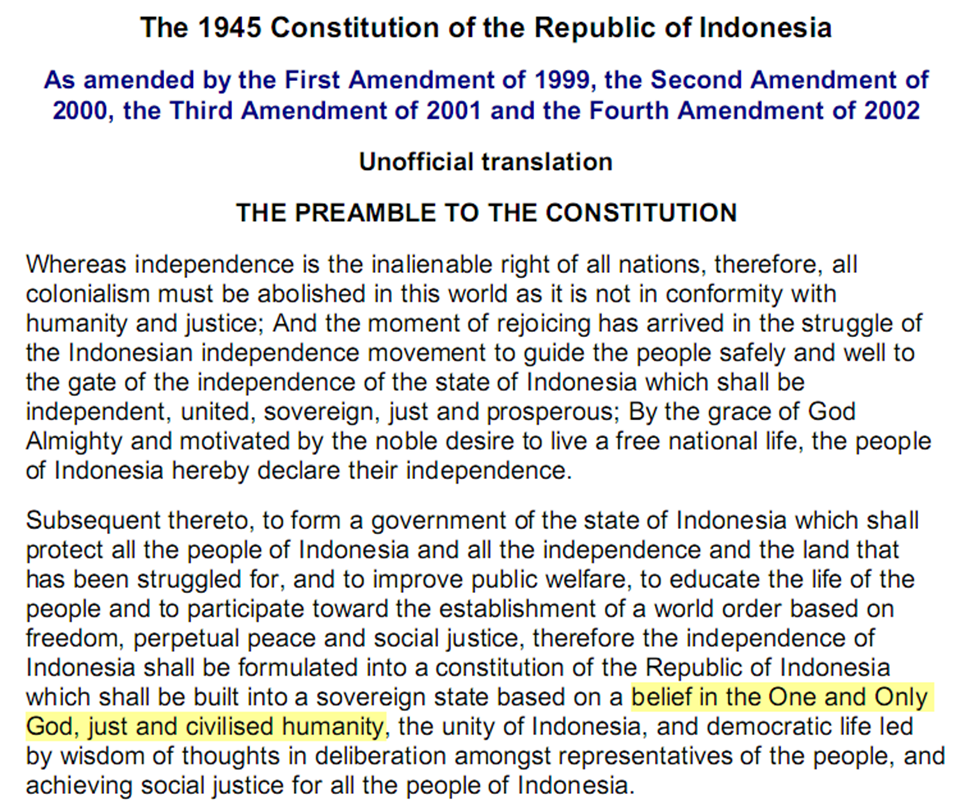 The 1945 Constitution of the Republic of Indonesia
As amended by the First Amendment of 1999, the Second Amendment of
2000, the Third Amendment of 2001 and the Fourth Amendment of 2002
Unofficial translation
THE PREAMBLE TO THE CONSTITUTION
Whereas independence is the inalienable right of all nations, therefore, all
colonialism must be abolished in this world as it is not in conformity with
humanity and justice; And the moment of rejoicing has arrived in the struggle of
the Indonesian independence movement to guide the people safely and well to
the gate of the independence of the state of Indonesia which shall be
independent, united, sovereign, just and prosperous; By the grace of God
Almighty and motivated by the noble desire to live a free national life, the people
of Indonesia hereby declare their independence.
Subsequent thereto, to form a government of the state of Indonesia which shall
protect all the people of Indonesia and all the independence and the land that
has been struggled for, and to improve public welfare, to educate the life of the
people and to participate toward the establishment of a world order based on
freedom, perpetual peace and social justice, therefore the independence of
Indonesia shall be formulated into a constitution of the Republic of Indonesia
which shall be built into a sovereign state based on a belief in the One and Only
God, just and civilised humanity, the unity of Indonesia, and democratic life led
by wisdom of thoughts in deliberation amongst representatives of the people, and
achieving social justice for all the people of Indonesia.